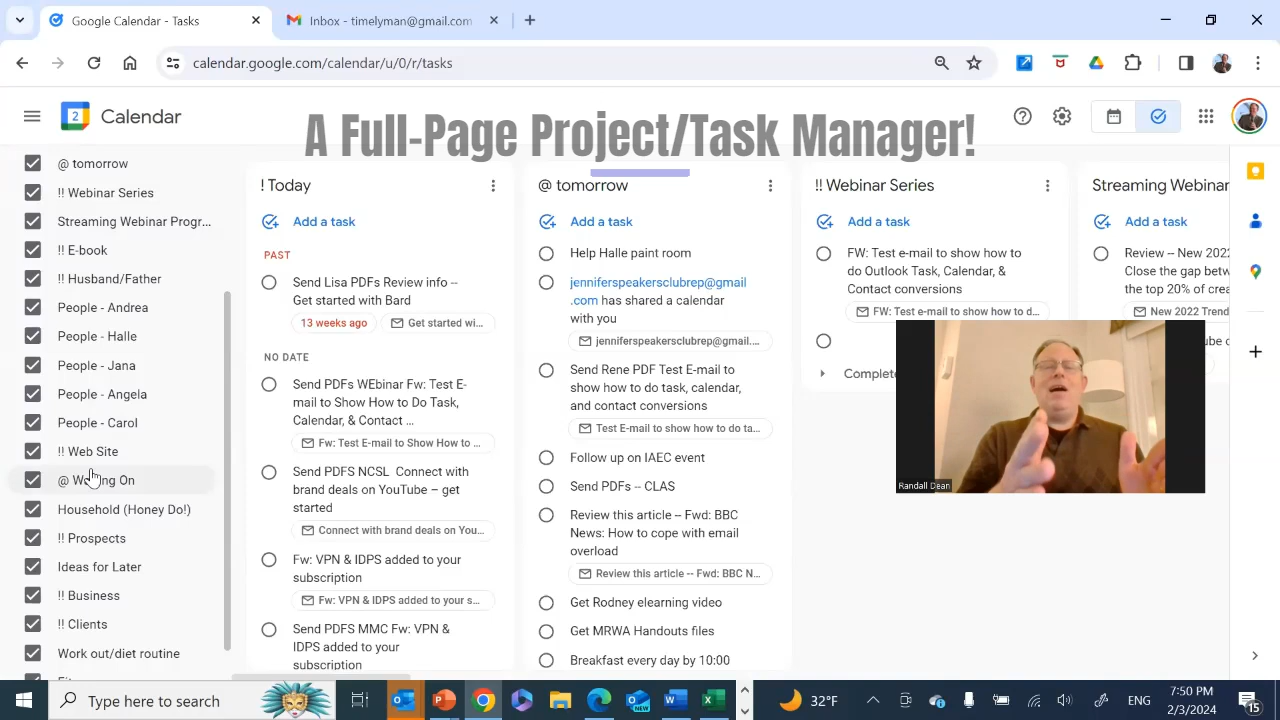 Google Calendar - Tasks
Inbox - timelyman@gmail.com
calendar.google.com/calendar/u/0/r/tasks
2
Calendar
A Full-Page Project/Task Manager!
@ tomorrow
!! Webinar Series
Streaming Webinar Progr...
!! E-book
!! Husband/Father
People - Andrea
People - Halle
People - Jana
People - Angela
People - Carol
!! Web Site
@ Working On
Household (Honey Do!)
!! Prospects
Ideas for Later
!! Business
!! Clients
Work out/diet routine
! Today
Add a task
PAST
Send Lisa PDFs Review info --
Get started with Bard
13 weeks ago
Get started wi...
NO DATE
Send PDFs WEbinar Fw: Test E-
mail to Show How to Do Task,
Calendar, & Contact ...
Fw: Test E-mail to Show How to ...
Send PDFS NCSL Connect with
brand deals on YouTube – get
started
Connect with brand deals on You...
Fw: VPN & IDPS added to your
subscription
Fw: VPN & IDPS added to your s...
Send PDFS MMC Fw: VPN &
IDPS added to your
subscription
@ tomorrow
Add a task
Help Halle paint room
jenniferspeakersclubrep@gmail
.com has shared a calendar
with you
jenniferspeakersclubrep@gmail....
Send Rene PDF Test E-mail to
show how to do task, calendar,
and contact conversions
Test E-mail to show how to do ta...
Follow up on IAEC event
Send PDFs -- CLAS
Review this article -- Fwd: BBC
News: How to cope with email
overload
Review this article -- Fwd: BBC N...
Get Rodney elearning video
Get MRWA Handouts files
Breakfast every day by 10:00
!! Webinar Series
Add a task
FW: Test e-mail to show how to
do Outlook Task, Calendar, &
Contact conversions
FW: Test e-mail to show how to d...
Complete
Streaming Webinar
Add a task
Review -- New 2022
Close the gap betw
the top 20% of crea
New 2022 Trend
Randall Dean
Type here to search
NEW
32°F
ENG
7:50 PM
2/3/2024
15